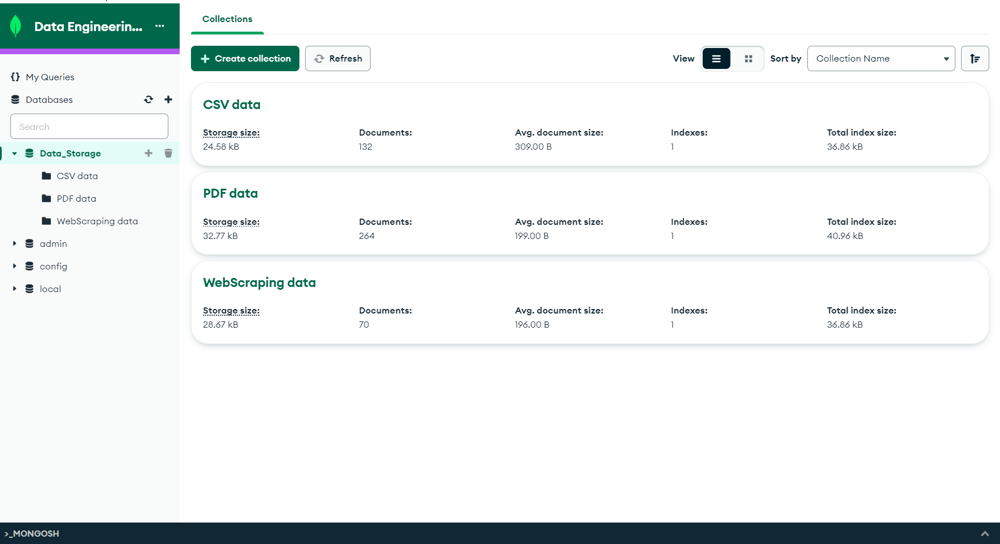 Data Engineerin... ...
{} My Queries
Databases
Search
Data_Storage
CSV data
PDF data
WebScraping data
admin
config
local
Collections
Create collection Refresh View Sort by Collection Name
CSV data
Storage size: Documents: Avg. document size: Indexes: Total index size:
24.58 kB 132 309.00 B 1 36.86 kB
PDF data
Storage size: Documents: Avg. document size: Indexes: Total index size:
32.77 kB 264 199.00 B 1 40.96 kB
WebScraping data
Storage size: Documents: Avg. document size: Indexes: Total index size:
28.67 kB 70 196.00 B 1 36.86 kB
>_MONGOSH